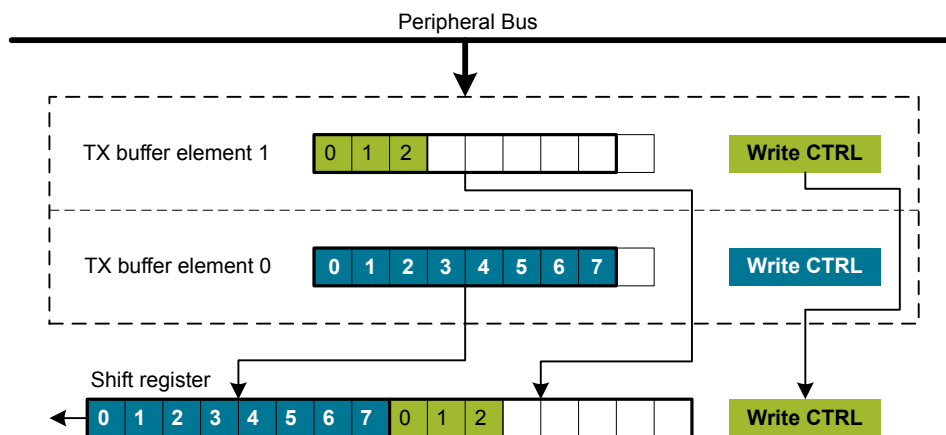 Peripheral Bus
TX buffer element 1 0 1 2 Write CTRL
TX buffer element 0 0 1 2 3 4 5 6 7 Write CTRL
Shift register
0 1 2 3 4 5 6 7 0 1 2 Write CTRL